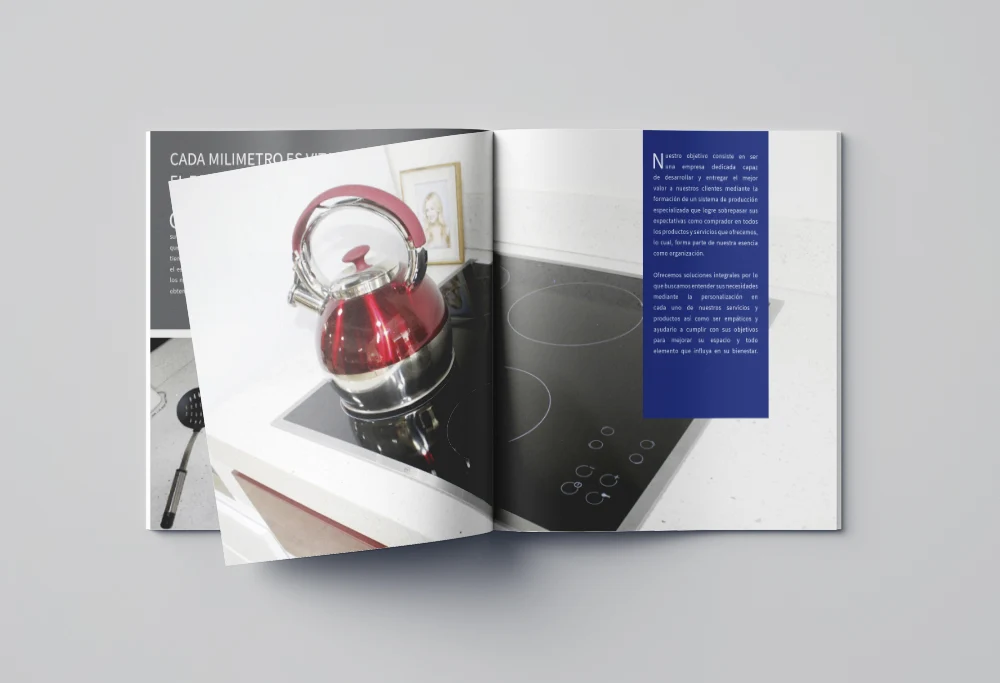 CADA MILIMETRO ES
Nuestro objetivo consiste en ser
una empresa dedicada capaz
de desarrollar y entregar el mejor
valor a nuestros clientes mediante la
formación de un sistema de producción
especializada que logre sobrepasar sus
expectativas como comprador en todos
los productos y servicios que ofrecemos,
lo cual, forma parte de nuestra esencia
como organización.
Ofrecemos soluciones integrales por lo
que buscamos entender sus necesidades
mediante la personalización en
cada uno de nuestras servicios y
productos así como ser empáticos y
ayudarle a cumplir con sus objetivos
para mejorar su espacio y todo
elemento que influya en su bienestar.